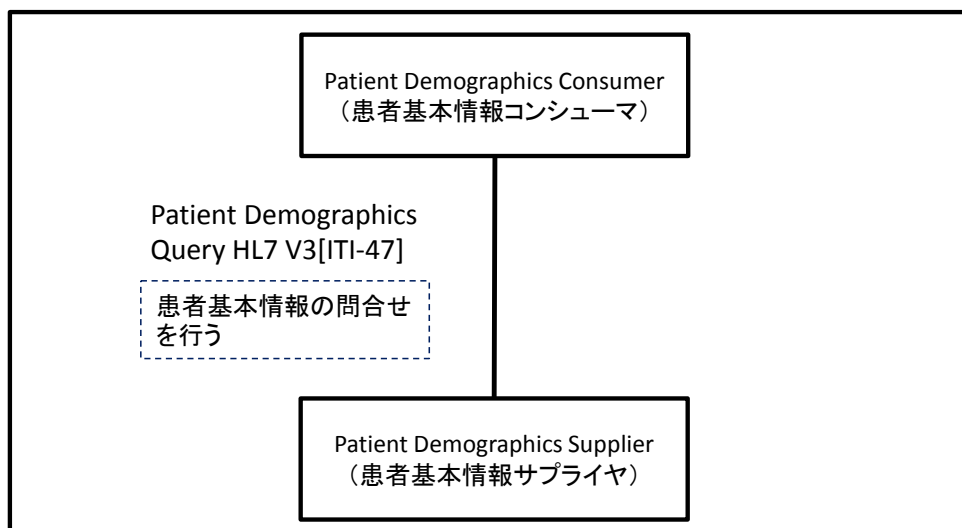 Patient Demographics Consumer
（患者基本情報コンシューマ）
Patient Demographics
Query HL7 V3[ITI-47]
患者基本情報の問合せ
を行う
Patient Demographics Supplier
（患者基本情報サプライヤ）